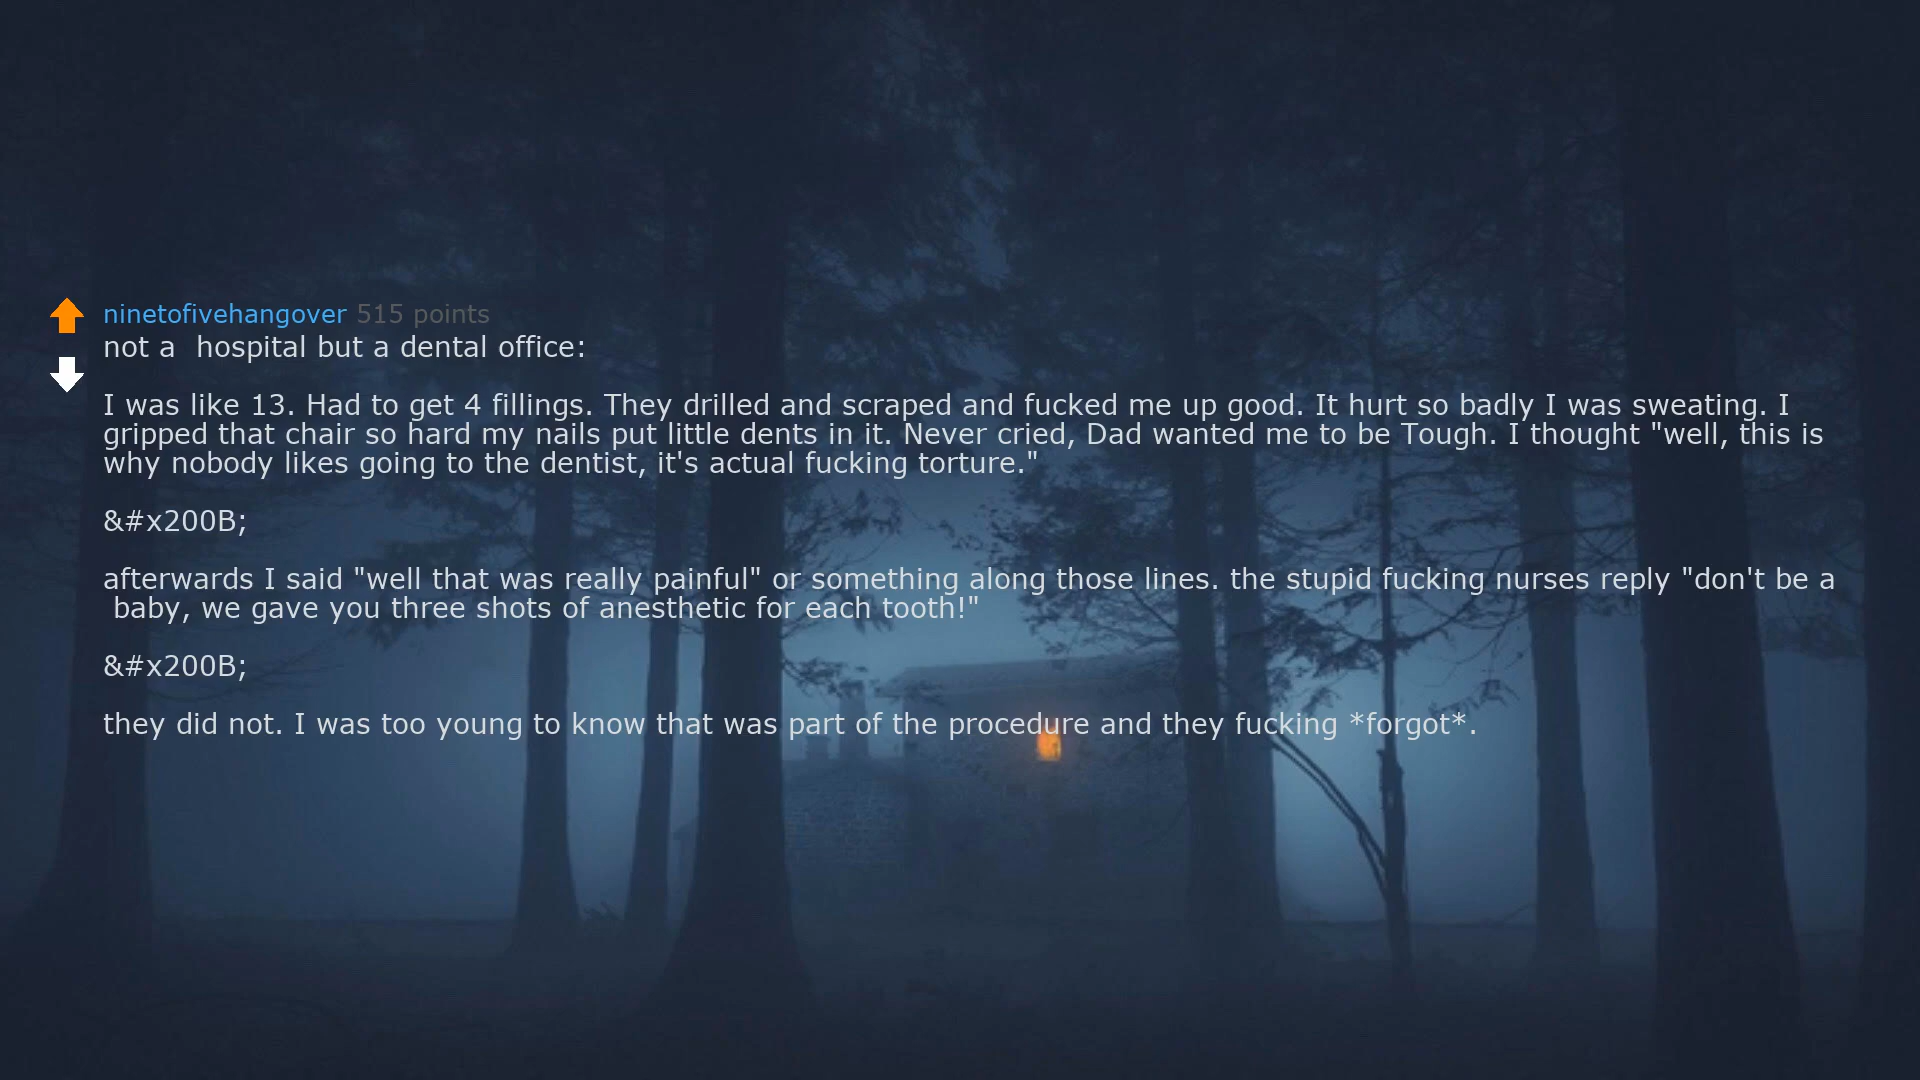 ninetofivehangover 515 points
not a  hospital but a dental office:
I was like 13. Had to get 4 fillings. They drilled and scraped and fucked me up good. It hurt so badly I was sweating. I
gripped that chair so hard my nails put little dents in it. Never cried, Dad wanted me to be Tough. I thought "well, this is
why nobody likes going to the dentist, it's actual fucking torture."
&#x200B;
afterwards I said "well that was really painful" or something along those lines. the stupid fucking nurses reply "don't be a
baby, we gave you three shots of anesthetic for each tooth!"
&#x200B;
they did not. I was too young to know that was part of the procedure and they fucking *forgot*.